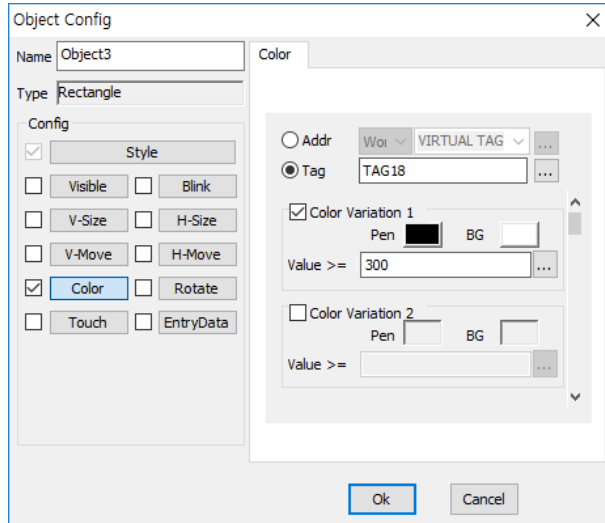 Object Config
Name Object3
Type Rectangle
Config
Style
Visible Blink
V-Size H-Size
V-Move H-Move
Color Rotate
Touch EntryData
Color
Addr Wor VIRTUAL TAG ...
Tag TAG18 ...
Color Variation 1
Pen BG
Value >= 300 ...
Color Variation 2
Pen BG
Value >= ...
Ok Cancel